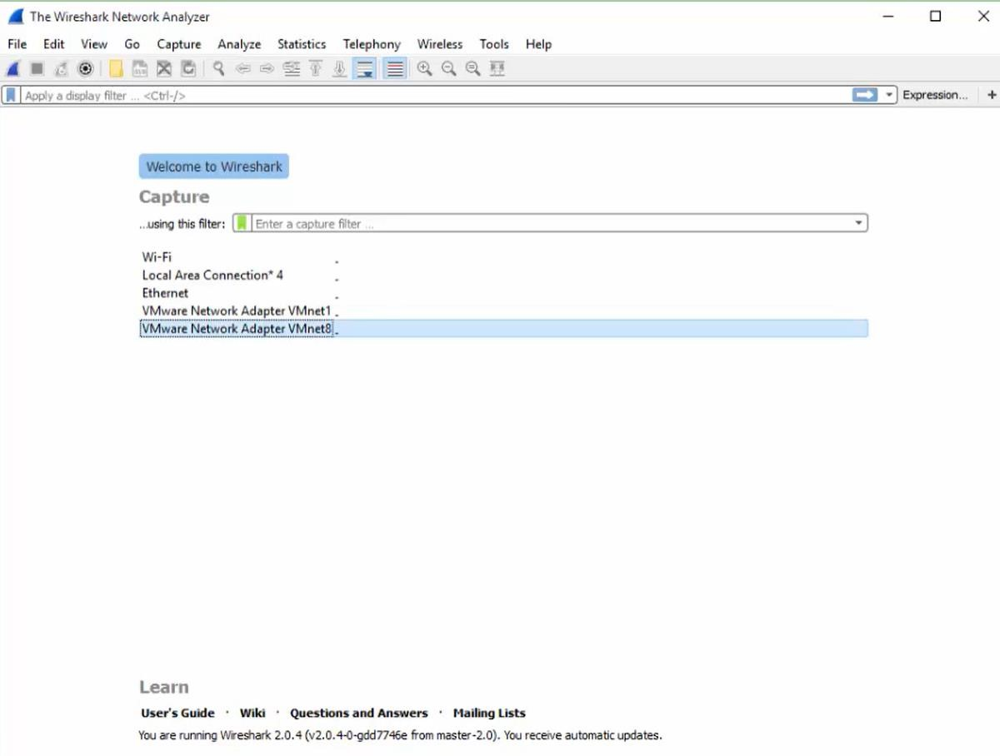 The Wireshark Network Analyzer
File Edit View Go Capture Analyze Statistics Telephony Wireless Tools Help
Apply a display filter ... <Ctrl-/> Expression... +
Welcome to Wireshark
Capture
...using this filter: Enter a capture filter ...
Wi-Fi
Local Area Connection* 4
Ethernet
VMware Network Adapter VMnet1
VMware Network Adapter VMnet8
Learn
User's Guide · Wiki · Questions and Answers · Mailing Lists
You are running Wireshark 2.0.4 (v2.0.4-0-gdd7746e from master-2.0). You receive automatic updates.